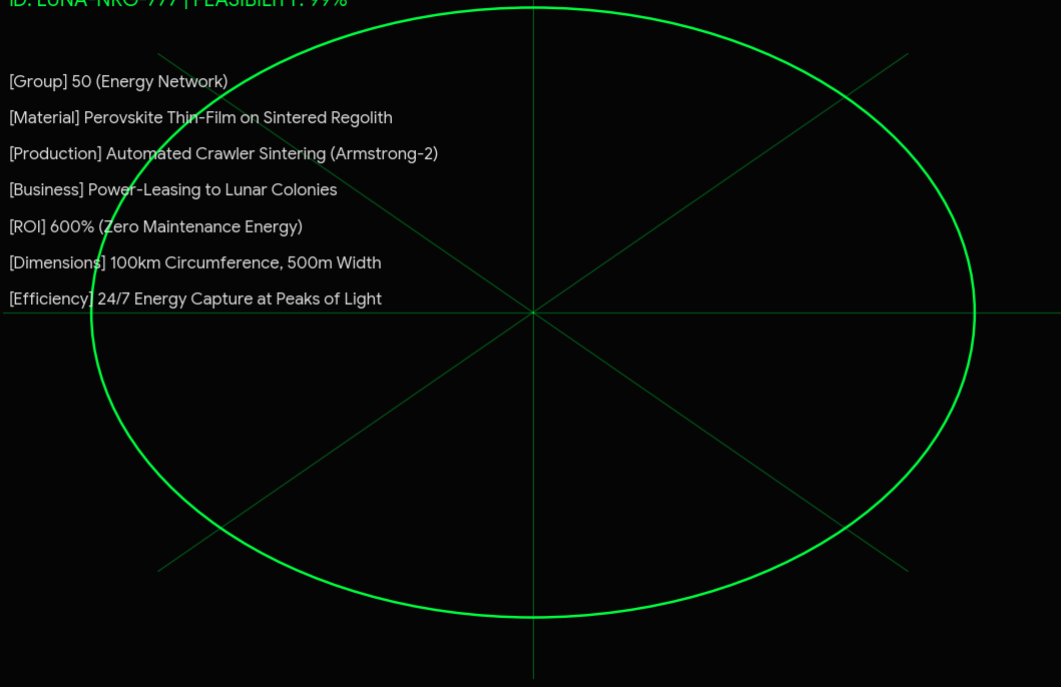 ID: LUNA-NRG-777 | FEASIBILITY: 99%
[Group] 50 (Energy Network)
[Material] Perovskite Thin-Film on Sintered Regolith
[Production] Automated Crawler Sintering (Armstrong-2)
[Business] Power-Leasing to Lunar Colonies
[ROI] 600% (Zero Maintenance Energy)
[Dimensions] 100km Circumference, 500m Width
[Efficiency] 24/7 Energy Capture at Peaks of Light